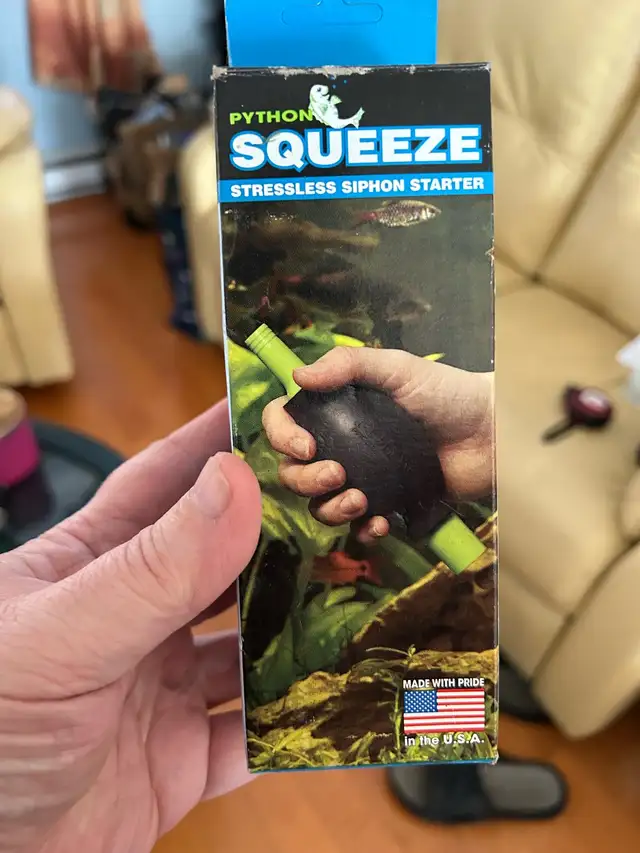 PYTHON
SQUEEZE
STRESSLESS SIPHON STARTER
MADE WITH PRIDE
in the U.S.A.